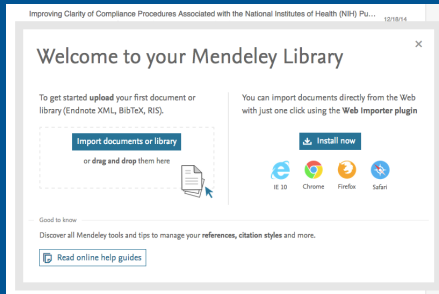 Improving Clarity of Compliance Procedures Associated with the National Institutes of Health (NIH) Pu...
12/18/14
×
Welcome to your Mendeley Library
To get started upload your first document or
library (Endnote XML, BibTeX, RIS).
Import documents or library
or drag and drop them here
You can import documents directly from the Web
with just one click using the Web Importer plugin
Install now
IE 10 Chrome Firefox Safari
Good to know
Discover all Mendeley tools and tips to manage your references, citation styles and more.
Read online help guides